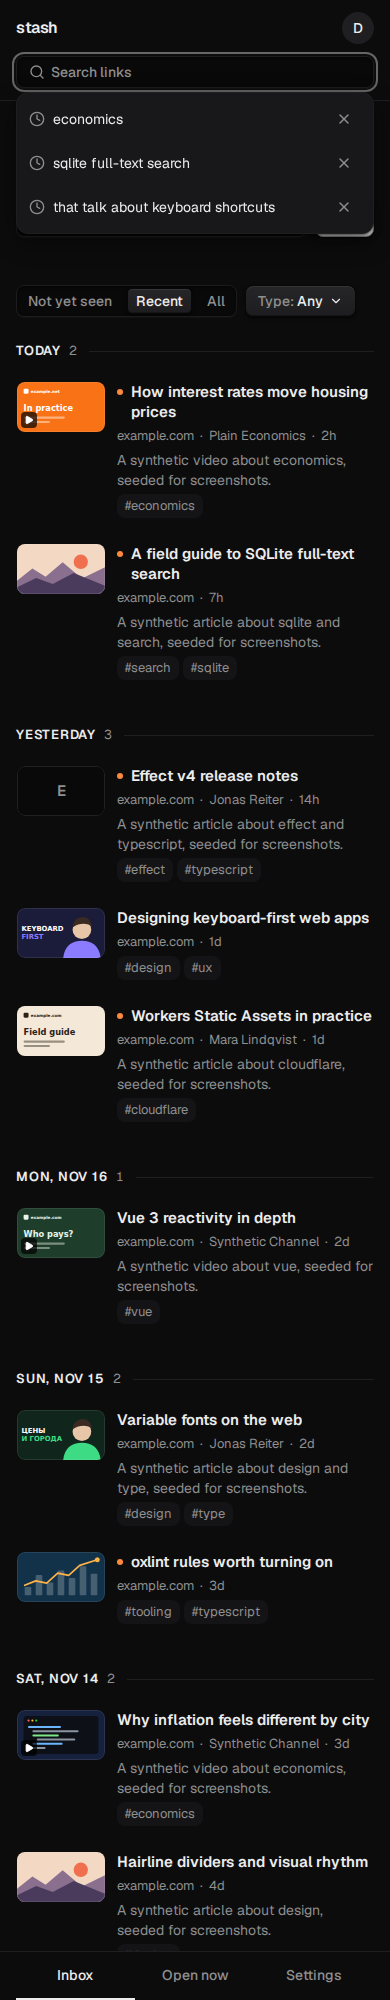 stash
D
Search links
economics
sqlite full-text search
that talk about keyboard shortcuts
Not yet seen
Recent
All
Type: Any
TODAY 2
example.net
In practice
How interest rates move housing
prices
example.com · Plain Economics · 2h
A synthetic video about economics,
seeded for screenshots.
#economics
A field guide to SQLite full-text
search
example.com · 7h
A synthetic article about sqlite and
search, seeded for screenshots.
#search #sqlite
YESTERDAY 3
E
Effect v4 release notes
example.com · Jonas Reiter · 14h
A synthetic article about effect and
typescript, seeded for screenshots.
#effect #typescript
KEYBOARD
FIRST
Designing keyboard-first web apps
example.com · 1d
#design #ux
example.com
Field guide
Workers Static Assets in practice
example.com · Mara Lindqvist · 1d
A synthetic article about cloudflare,
seeded for screenshots.
#cloudflare
MON, NOV 16 1
example.com
Who pays?
Vue 3 reactivity in depth
example.com · Synthetic Channel · 2d
A synthetic video about vue, seeded for
screenshots.
#vue
SUN, NOV 15 2
ЦЕНЫ
И ГОРОДА
Variable fonts on the web
example.com · Jonas Reiter · 2d
A synthetic article about design and
type, seeded for screenshots.
#design #type
oxlint rules worth turning on
example.com · 3d
#tooling #typescript
SAT, NOV 14 2
Why inflation feels different by city
example.com · Synthetic Channel · 3d
A synthetic video about economics,
seeded for screenshots.
#economics
Hairline dividers and visual rhythm
example.com · 4d
A synthetic article about design,
seeded for screenshots.
Inbox
Open now
Settings